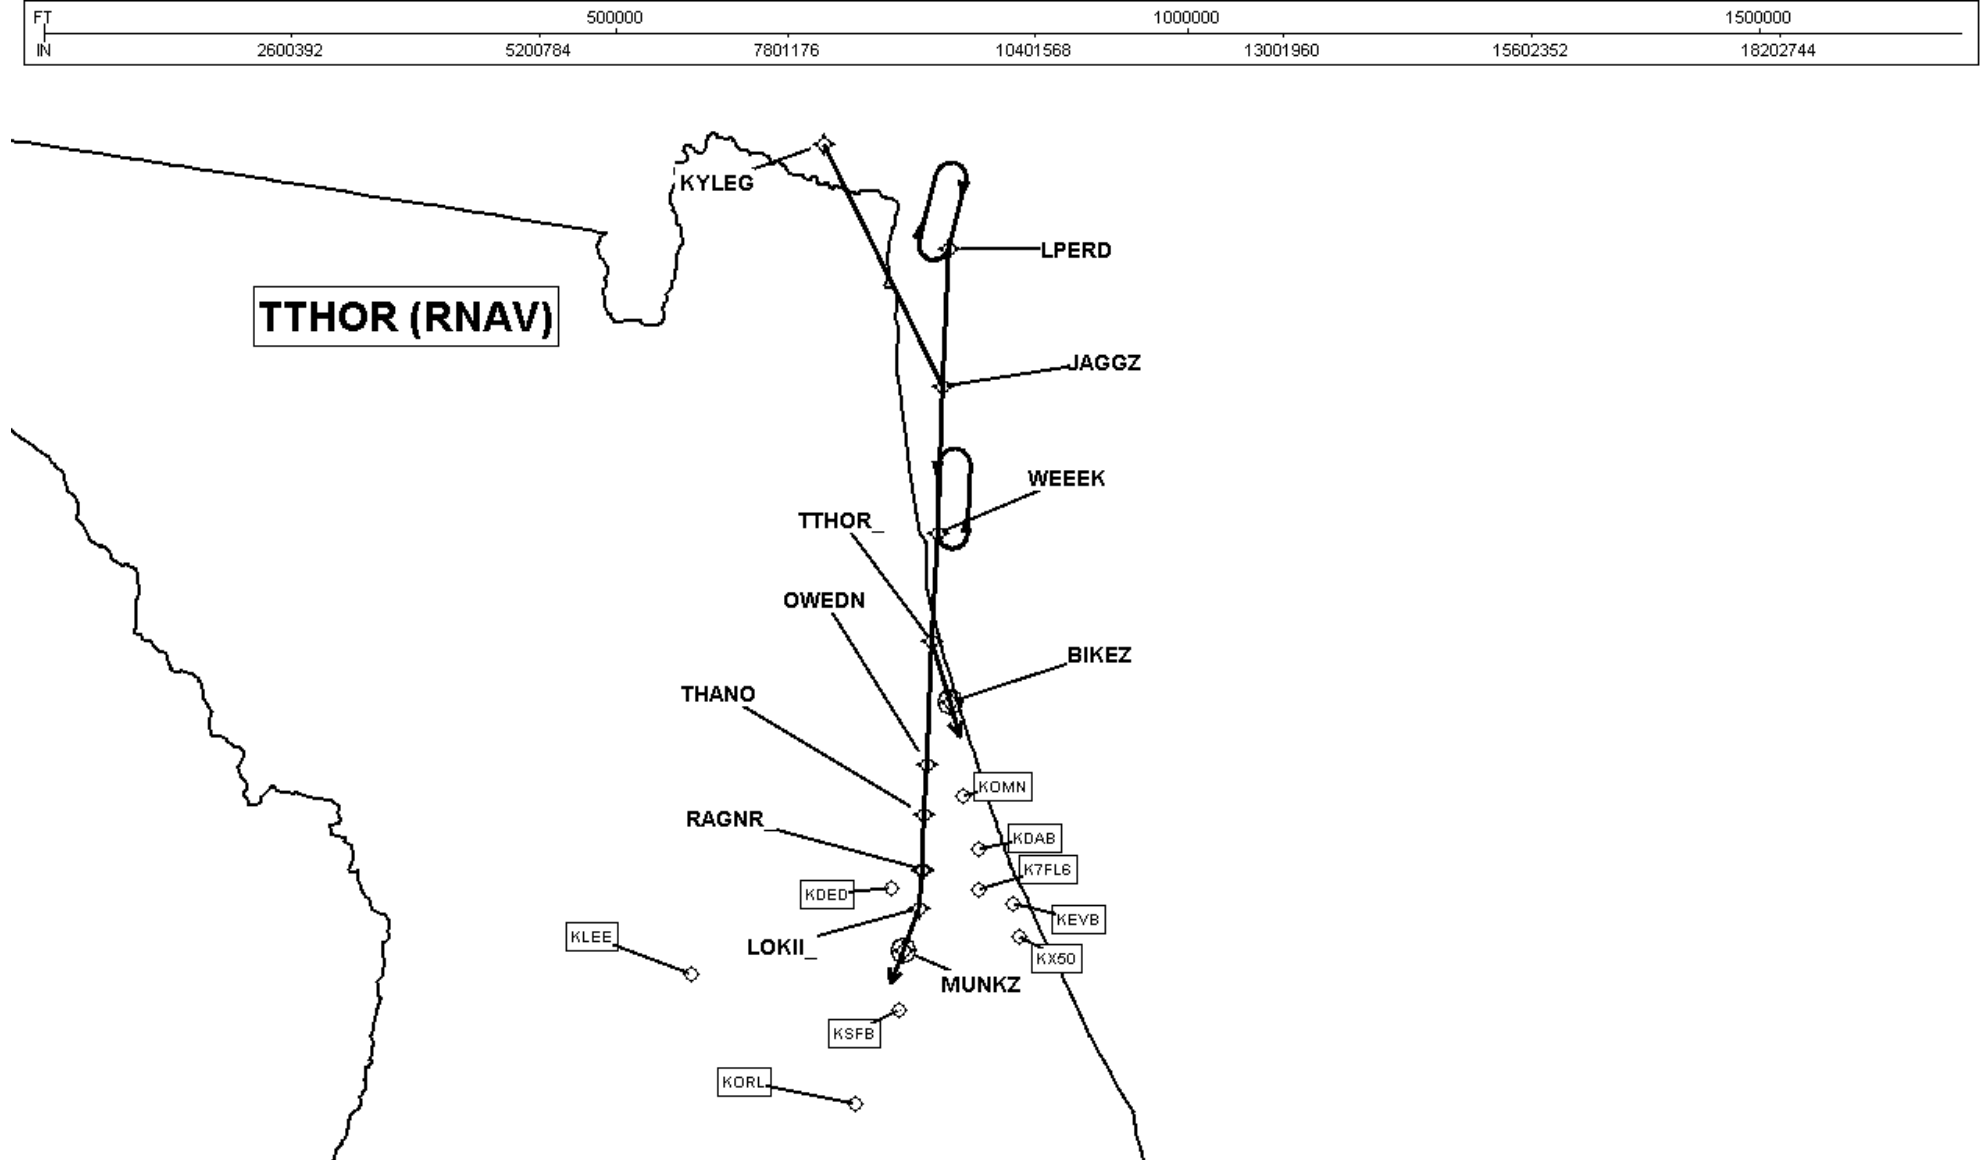 FT 500000 1000000 1500000
IN 2600392 5200784 7801176 10401568 13001960 15602352 18202744
KYLEG
LPERD
TTHOR (RNAV)
JAGGZ
WEEEK
TTHOR_
OWEDN
BIKEZ
THANO
KOMN
RAGNR_
KDAB
K7FL6
KDED
KEVB
KLEE
LOKII_
KX50
MUNKZ
KSFB
KORL